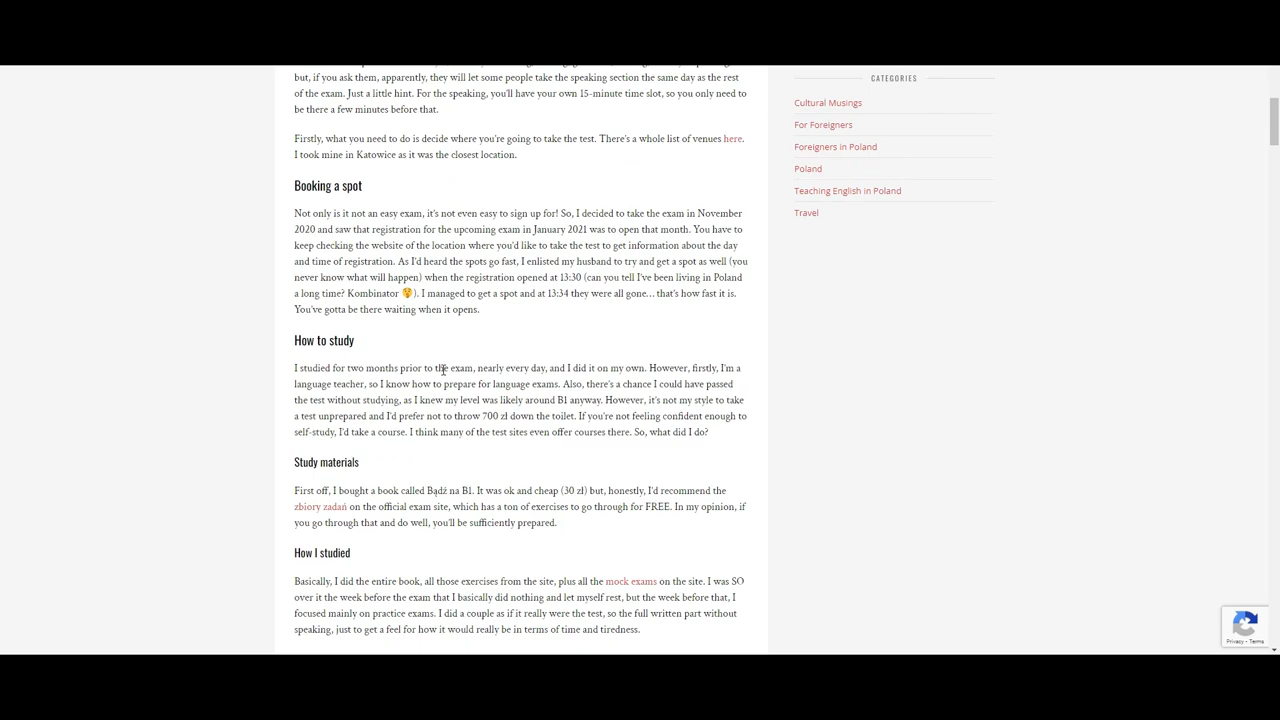 but, if you ask them, apparently, they will let some people take the speaking section the same day as the rest
of the exam. Just a little hint. For the speaking, you'll have your own 15-minute time slot, so you only need to
be there a few minutes before that.
Firstly, what you need to do is decide where you're going to take the test. There's a whole list of venues here.
I took mine in Katowice as it was the closest location.
Booking a spot
Not only is it not an easy exam, it's not even easy to sign up for! So, I decided to take the exam in November
2020 and saw that registration for the upcoming exam in January 2021 was to open that month. You have to
keep checking the website of the location where you'd like to take the test to get information about the day
and time of registration. As I'd heard the spots go fast, I enlisted my husband to try and get a spot as well (you
never know what will happen) when the registration opened at 13:30 (can you tell I've been living in Poland
a long time? Kombinator 🤫). I managed to get a spot and at 13:34 they were all gone… that's how fast it is.
You've gotta be there waiting when it opens.
How to study
I studied for two months prior to the exam, nearly every day, and I did it on my own. However, firstly, I'm a
language teacher, so I know how to prepare for language exams. Also, there's a chance I could have passed
the test without studying, as I knew my level was likely around B1 anyway. However, it's not my style to take
a test unprepared and I'd prefer not to throw 700 zł down the toilet. If you're not feeling confident enough to
self-study, I'd take a course. I think many of the test sites even offer courses there. So, what did I do?
Study materials
First off, I bought a book called Bądź na B1. It was ok and cheap (30 zł) but, honestly, I'd recommend the
zbiory zadań on the official exam site, which has a ton of exercises to go through for FREE. In my opinion, if
you go through that and do well, you'll be sufficiently prepared.
How I studied
Basically, I did the entire book, all those exercises from the site, plus all the mock exams on the site. I was SO
over it the week before the exam that I basically did nothing and let myself rest, but the week before that, I
focused mainly on practice exams. I did a couple as if it really were the test, so the full written part without
speaking, just to get a feel for how it would really be in terms of time and tiredness.
CATEGORIES
Cultural Musings
For Foreigners
Foreigners in Poland
Poland
Teaching English in Poland
Travel
Privacy - Terms